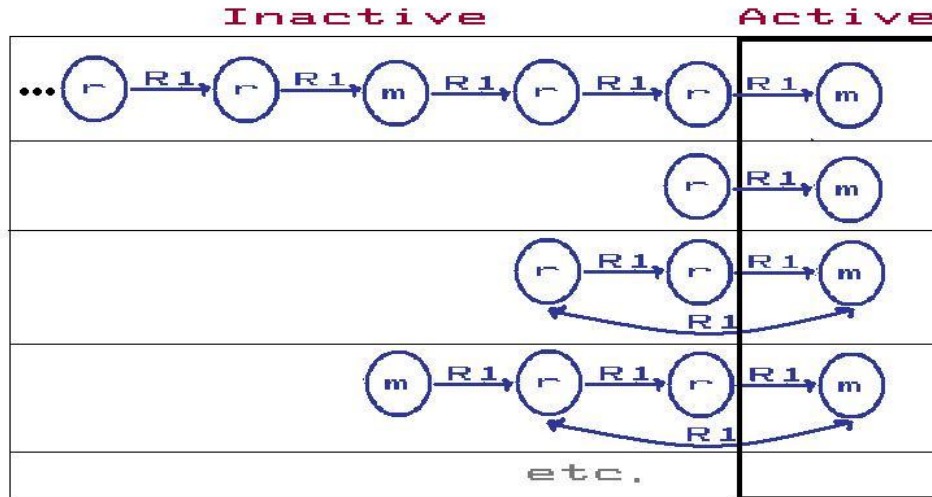 Inactive Active
... r R1 r R1 m R1 r R1 r R1 m
r R1 m
r R1 r R1 m
R1
m R1 r R1 r R1 m
R1
etc.